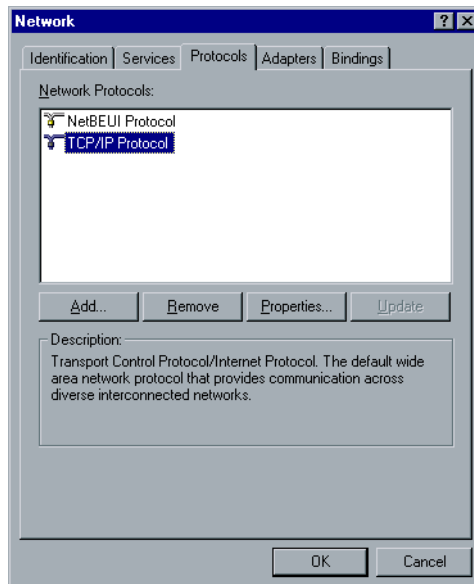 Network
Identification Services Protocols Adapters Bindings
Network Protocols:
NetBEUI Protocol
TCP/IP Protocol
Add... Remove Properties... Update
Description:
Transport Control Protocol/Internet Protocol. The default wide
area network protocol that provides communication across
diverse interconnected networks.
OK Cancel